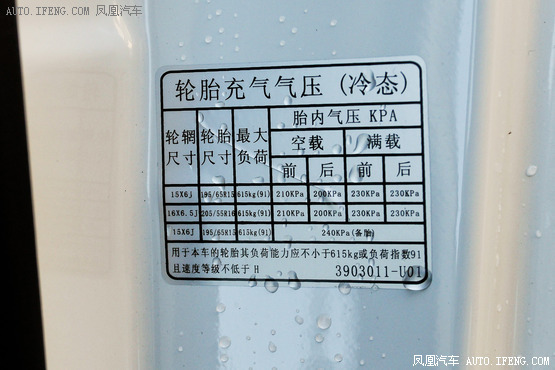 AUTO.IFENG.COM 凤凰汽车
轮胎充气气压(冷态)
轮辋尺寸 轮胎尺寸 最大负荷 胎内气压 KPA
空载 满载
前 后 前 后
15X6j 195/65R15 615kg(91) 210KPa 200KPa 230KPa 230KPa
16X6.5J 205/55R16 615kg(91) 210KPa 200KPa 230KPa 230KPa
15X6J 195/65R15 615kg(91) 240KPa(备胎)
用于本车的轮胎其负荷能力应不小于615kg或负荷指数91
且速度等级不低于 H 3903011-U01
凤凰汽车
AUTO.IFENG.COM